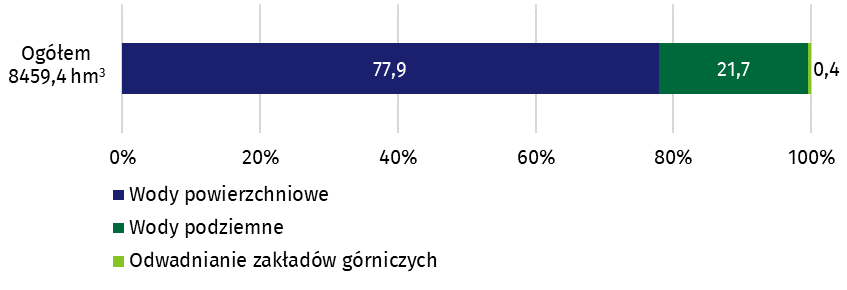 Ogółem
8459,4 hm³
77,9
21,7
0,4
0%
20%
40%
60%
80%
100%
Wody powierzchniowe
Wody podziemne
Odwadnianie zakładów górniczych